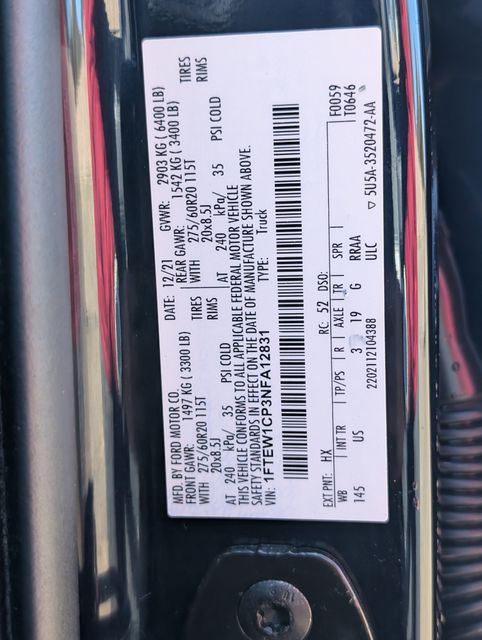 MFD. BY FORD MOTOR CO. DATE: 12/21 GVWR: 2903 KG ( 6400 LB)
FRONT GAWR: 1497 KG ( 3300 LB) REAR GAWR: 1542 KG ( 3400 LB)
WITH 275/60R20 115T TIRES WITH 275/60R20 115T TIRES
20x8.5J RIMS 20x8.5J RIMS
AT 240 kPa/ 35 PSI COLD AT 240 kPa/ 35 PSI COLD
THIS VEHICLE CONFORMS TO ALL APPLICABLE FEDERAL MOTOR VEHICLE
SAFETY STANDARDS IN EFFECT ON THE DATE OF MANUFACTURE SHOWN ABOVE.
VIN: 1FTEW1CP3NFA12831 TYPE: Truck
F0059
T0646
EXT PNT: HX RC: 52 DSO:
WB INT TR TP/PS R AXLE TR SPR
145 US 3 19 G RRAA
2202112104388 ULC
5U5A-3520472-AA